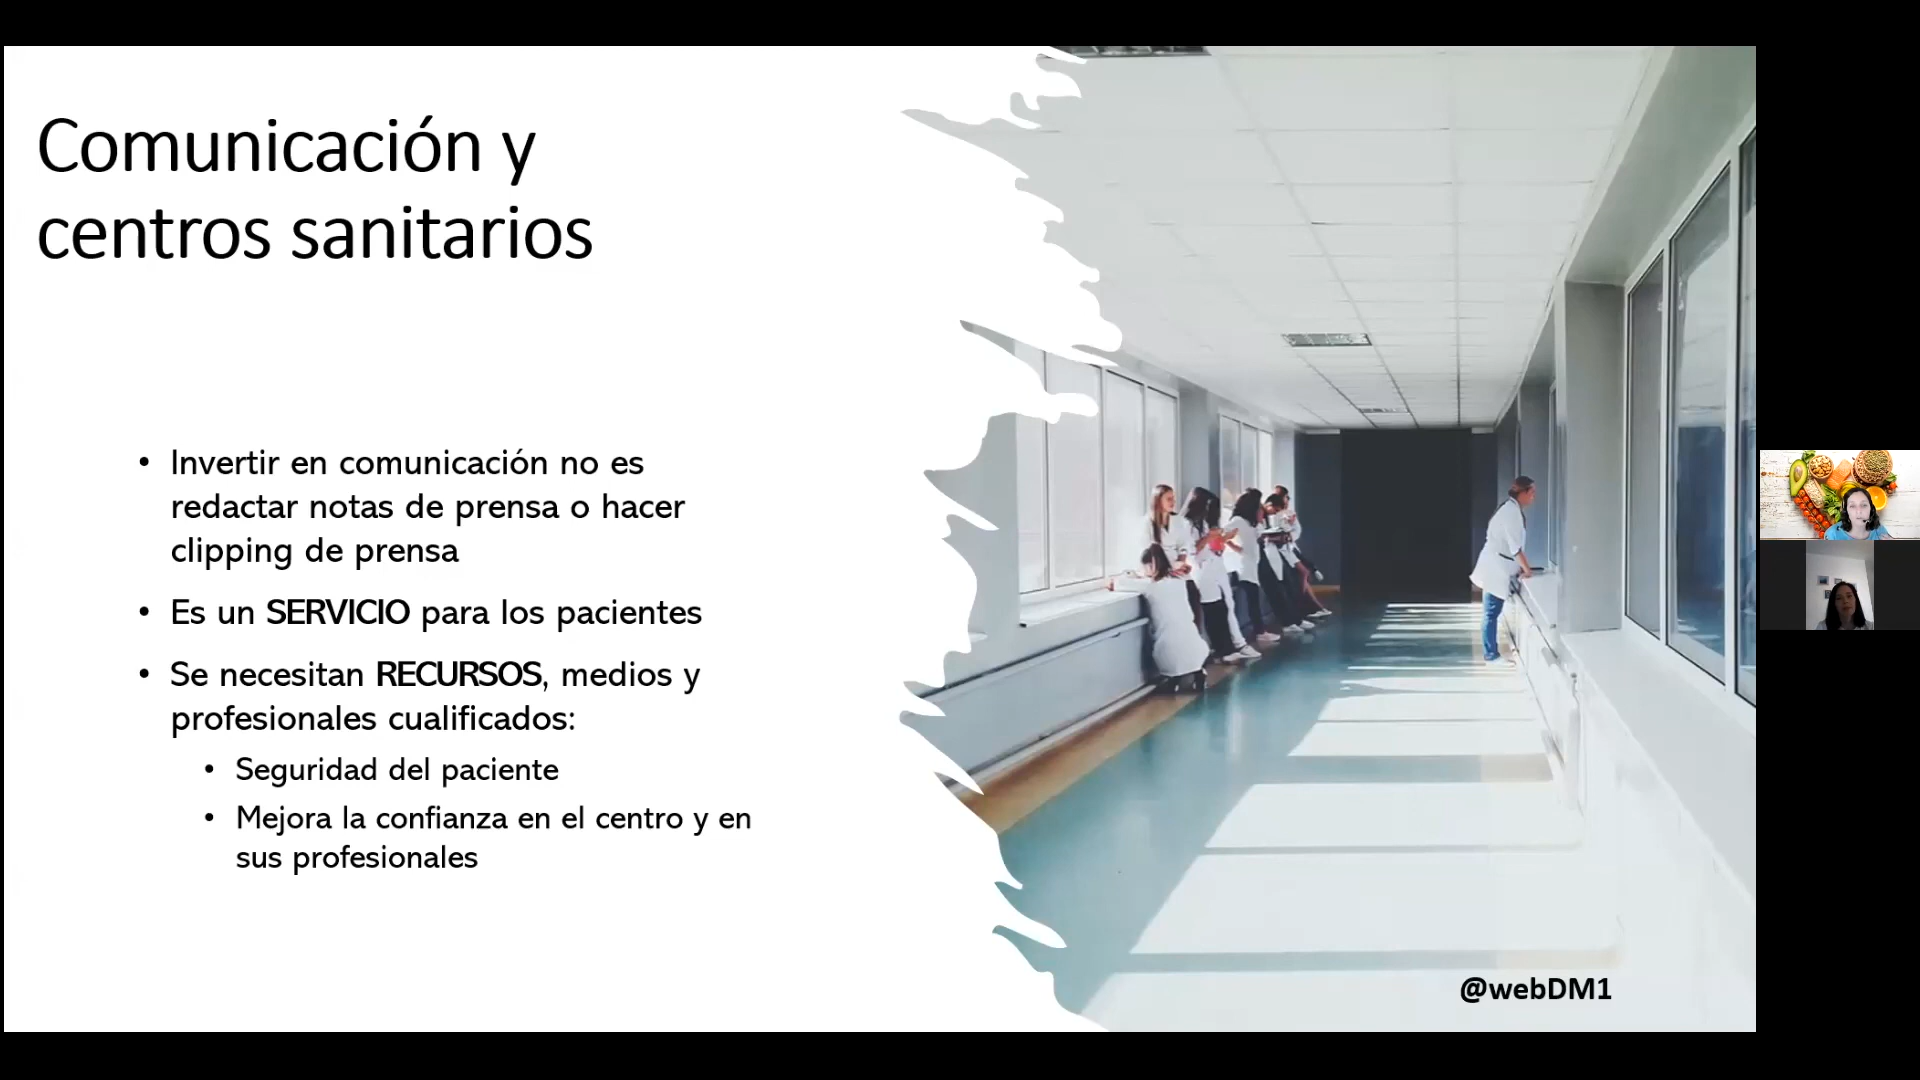 Comunicación y
centros sanitarios
• Invertir en comunicación no es
redactar notas de prensa o hacer
clipping de prensa
• Es un SERVICIO para los pacientes
• Se necesitan RECURSOS, medios y
profesionales cualificados:
• Seguridad del paciente
• Mejora la confianza en el centro y en
sus profesionales
@webDM1